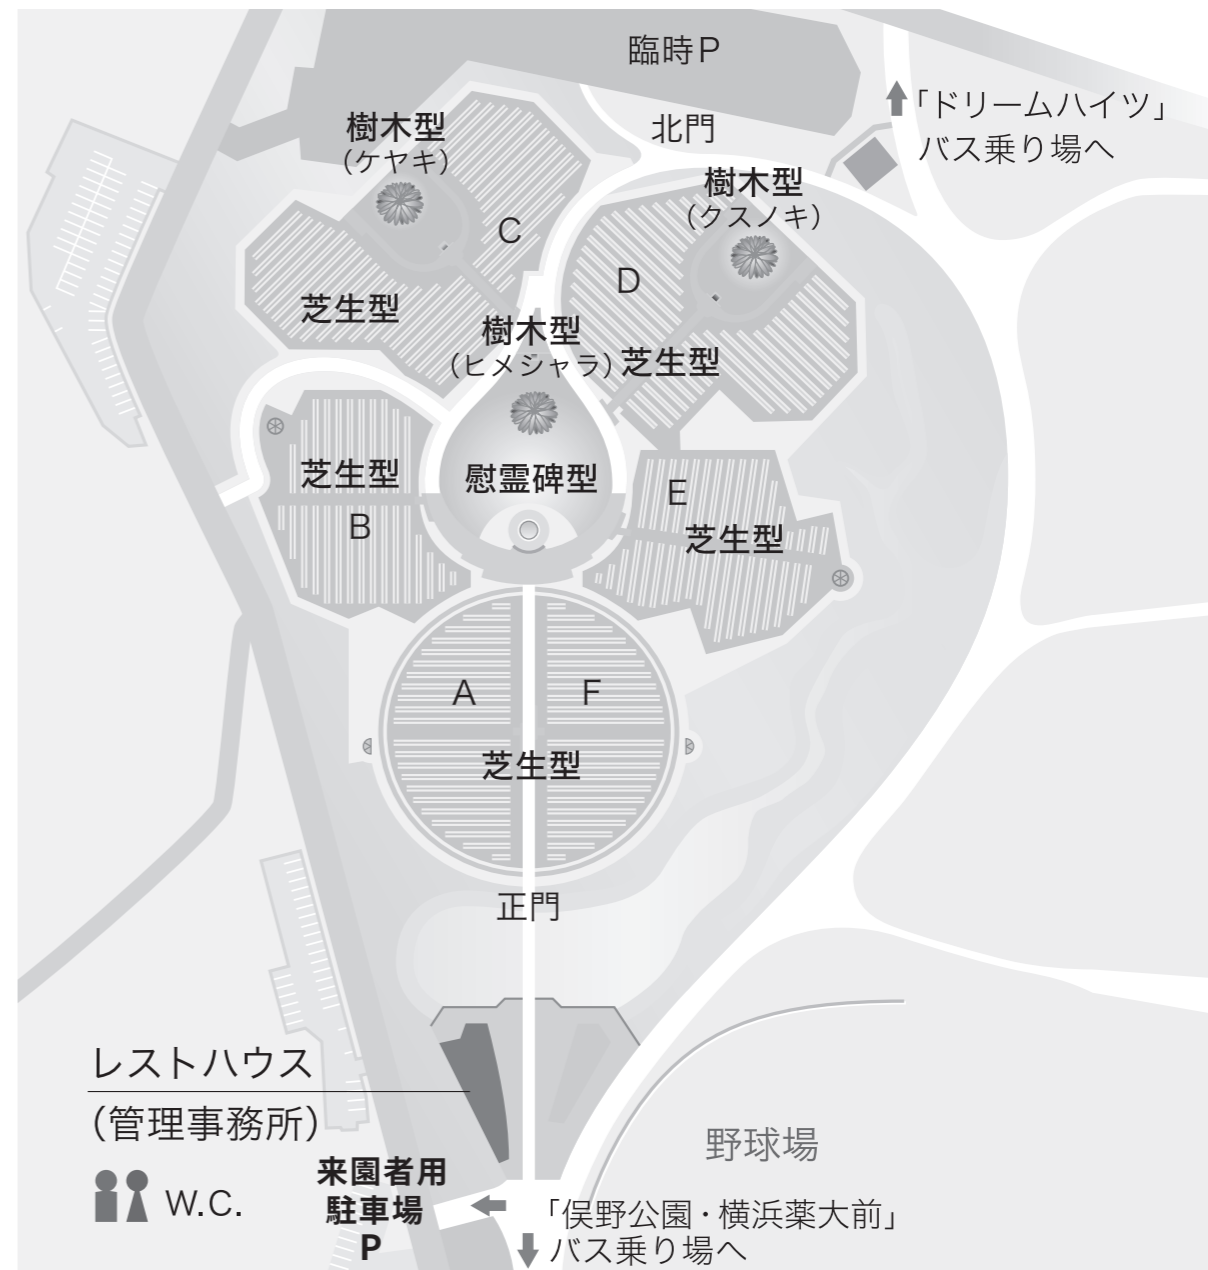 臨時P
「ドリームハイツ」
バス乗り場へ
北門
樹木型
（ケヤキ）
樹木型
（クスノキ）
C
D
芝生型
樹木型
（ヒメシャラ）
芝生型
芝生型
B
慰霊碑型
E
芝生型
A
F
芝生型
正門
レストハウス
（管理事務所）
W.C.
来園者用
駐車場
P
野球場
「俣野公園・横浜薬大前」
バス乗り場へ